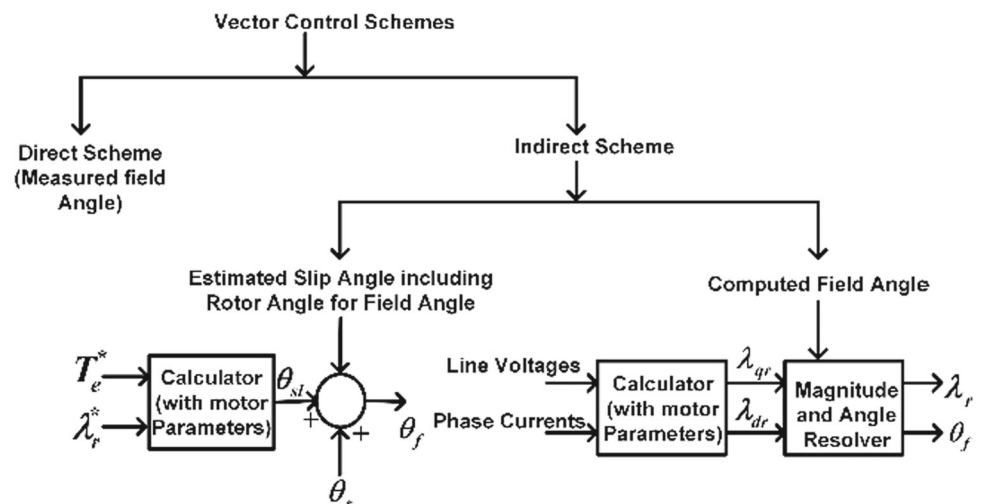 Vector Control Schemes
Direct Scheme
(Measured field
Angle)
Indirect Scheme
Estimated Slip Angle including
Rotor Angle for Field Angle
Computed Field Angle
T*e
λ*r
Calculator
(with motor
Parameters)
θsl
+
+
θf
Line Voltages
Phase Currents
Calculator
(with motor
Parameters)
λqr
λdr
Magnitude
and Angle
Resolver
λr
θf